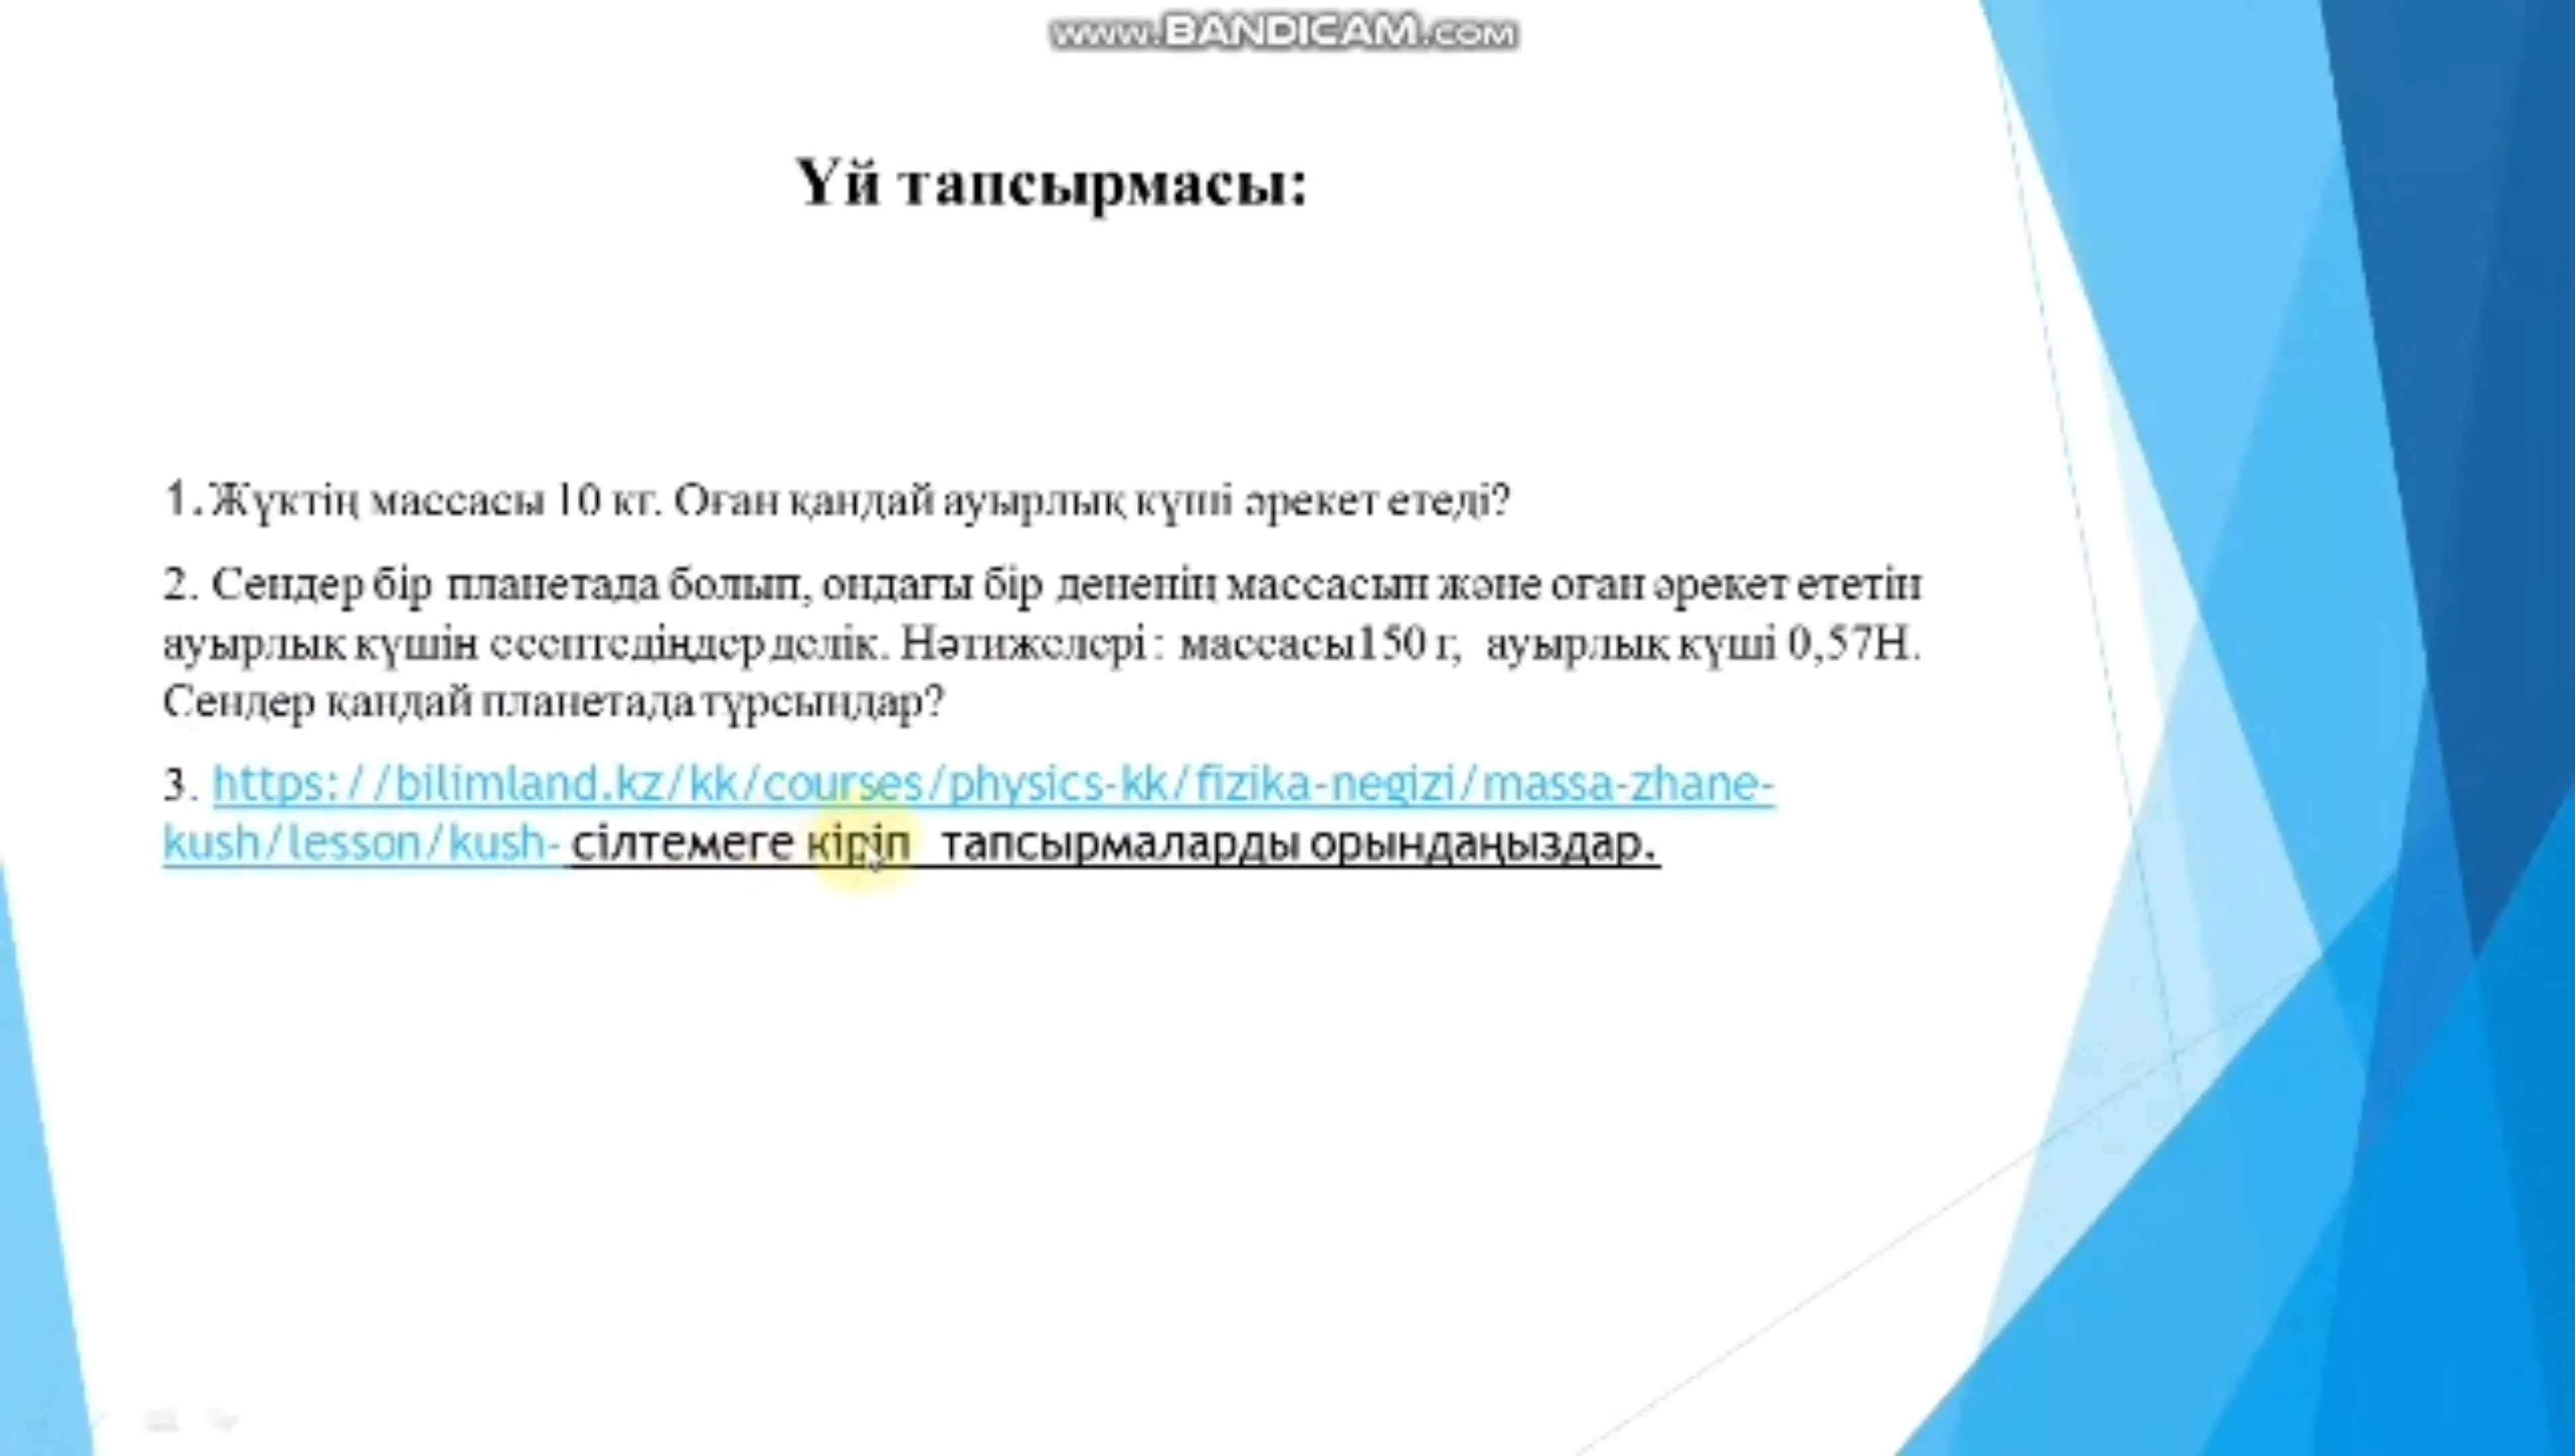 www.BANDICAM.COM
Үй тапсырмасы:
1. Жүктің массасы 10 кг. Оған қандай ауырлық күші әрекет етеді?
2. Сендер бір планетада болып, ондағы бір дененің массасын және оған әрекет ететін
ауырлық күшін есептедіңдер делік. Нәтижелері: массасы150 г, ауырлық күші 0,57Н.
Сендер қандай планетада тұрсыңдар?
3. https://bilimland.kz/kk/courses/physics-kk/fizika-negizi/massa-zhane-
kush/lesson/kush- сілтемеге кіріп тапсырмаларды орындаңыздар.